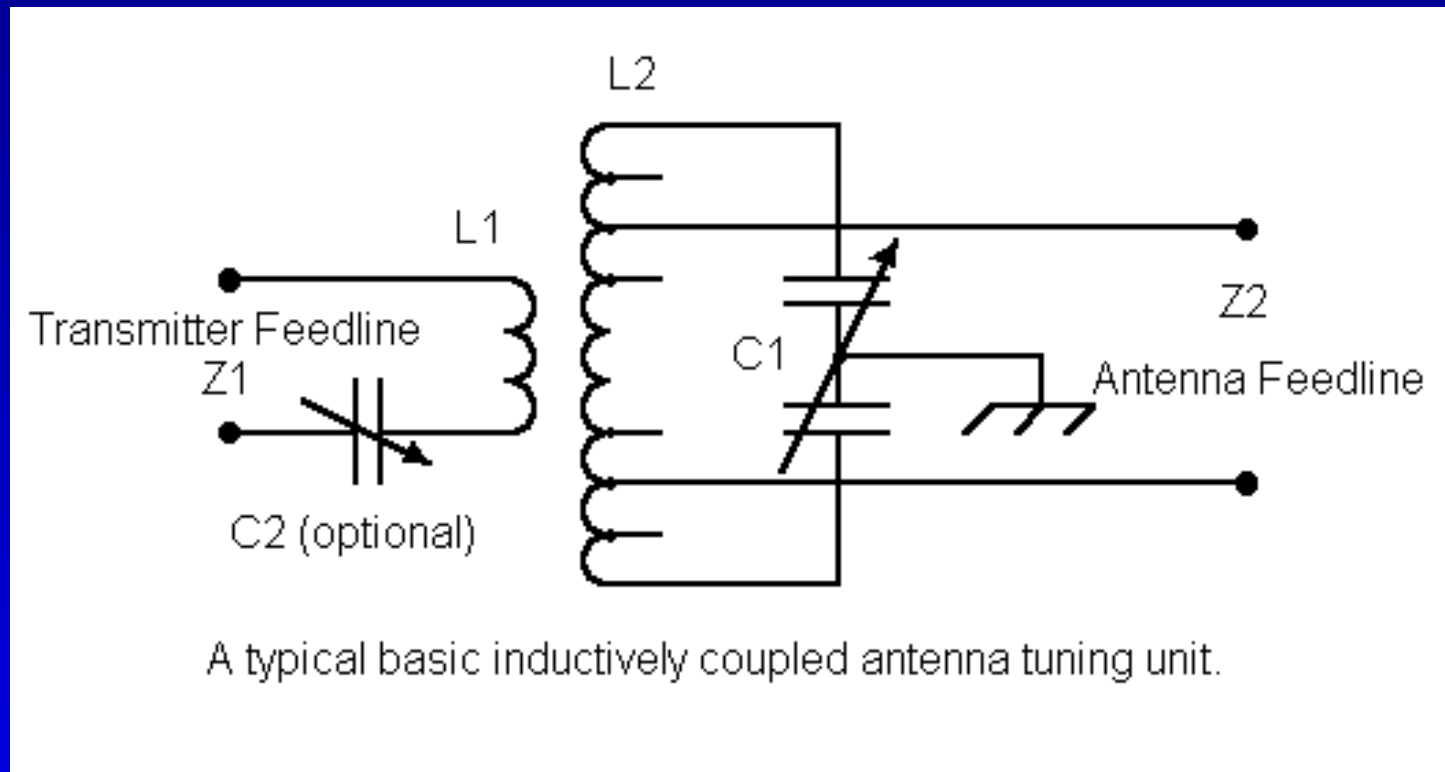 L2
L1
Transmitter Feedline
Z1
C1
Z2
Antenna Feedline
C2 (optional)
A typical basic inductively coupled antenna tuning unit.